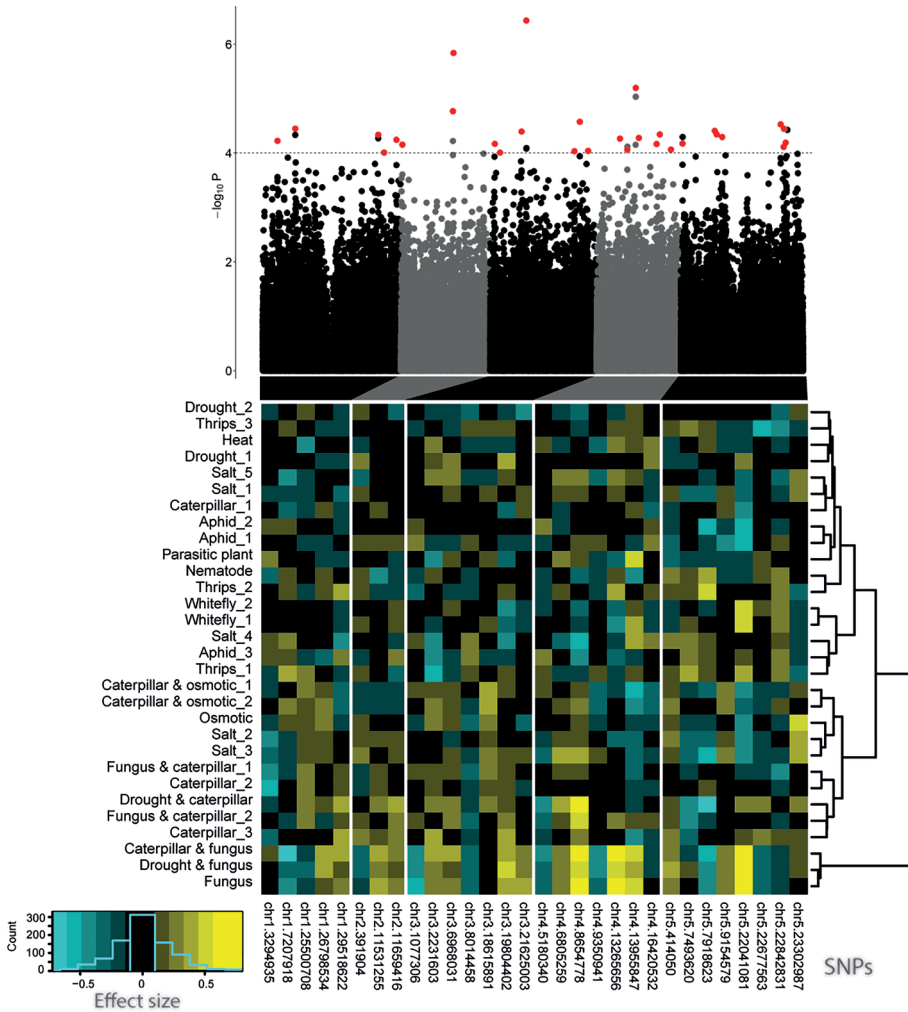 6
4
2
0
−log10 P
Drought_2
Thrips_3
Heat
Drought_1
Salt_5
Salt_1
Caterpillar_1
Aphid_2
Aphid_1
Parasitic plant
Nematode
Thrips_2
Whitefly_2
Whitefly_1
Salt_4
Aphid_3
Thrips_1
Caterpillar & osmotic_1
Caterpillar & osmotic_2
Osmotic
Salt_2
Salt_3
Fungus & caterpillar_1
Caterpillar_2
Drought & caterpillar
Fungus & caterpillar_2
Caterpillar_3
Caterpillar & fungus
Drought & fungus
Fungus
chr1.3294935
chr1.7207918
chr1.25500708
chr1.26798534
chr1.29518622
chr2.391904
chr2.11531255
chr2.11659416
chr3.1077306
chr3.2231603
chr3.8968031
chr3.8014458
chr3.18615891
chr3.19804402
chr3.21625003
chr4.5180340
chr4.6805259
chr4.8654778
chr4.9350941
chr4.13265666
chr4.13955847
chr4.16420532
chr5.414050
chr5.7493620
chr5.7918623
chr5.9154579
chr5.22041081
chr5.22677563
chr5.22842831
chr5.23302987
SNPs
Count
300
200
100
0
−0.5
0
0.5
Effect size